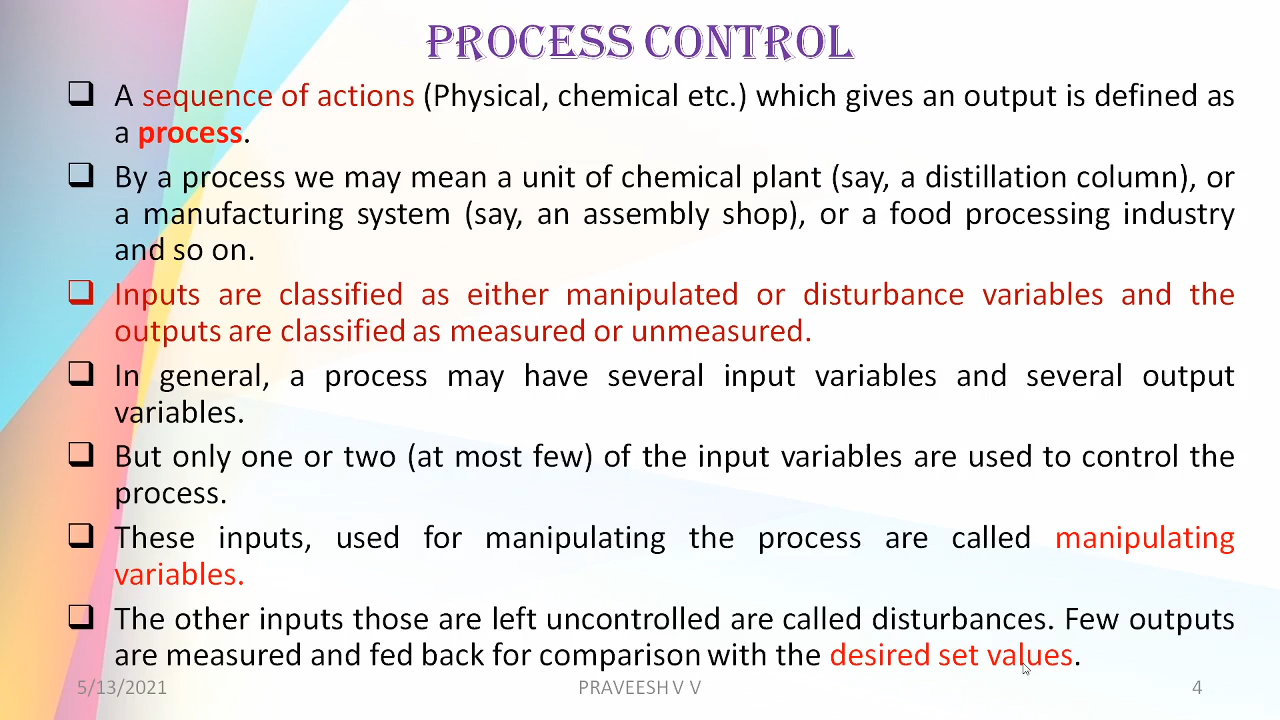 PROCESS CONTROL
❑ A sequence of actions (Physical, chemical etc.) which gives an output is defined as
a process.
❑ By a process we may mean a unit of chemical plant (say, a distillation column), or
a manufacturing system (say, an assembly shop), or a food processing industry
and so on.
❑ Inputs are classified as either manipulated or disturbance variables and the
outputs are classified as measured or unmeasured.
❑ In general, a process may have several input variables and several output
variables.
❑ But only one or two (at most few) of the input variables are used to control the
process.
❑ These inputs, used for manipulating the process are called manipulating
variables.
❑ The other inputs those are left uncontrolled are called disturbances. Few outputs
are measured and fed back for comparison with the desired set values.
5/13/2021 PRAVEESH V V 4